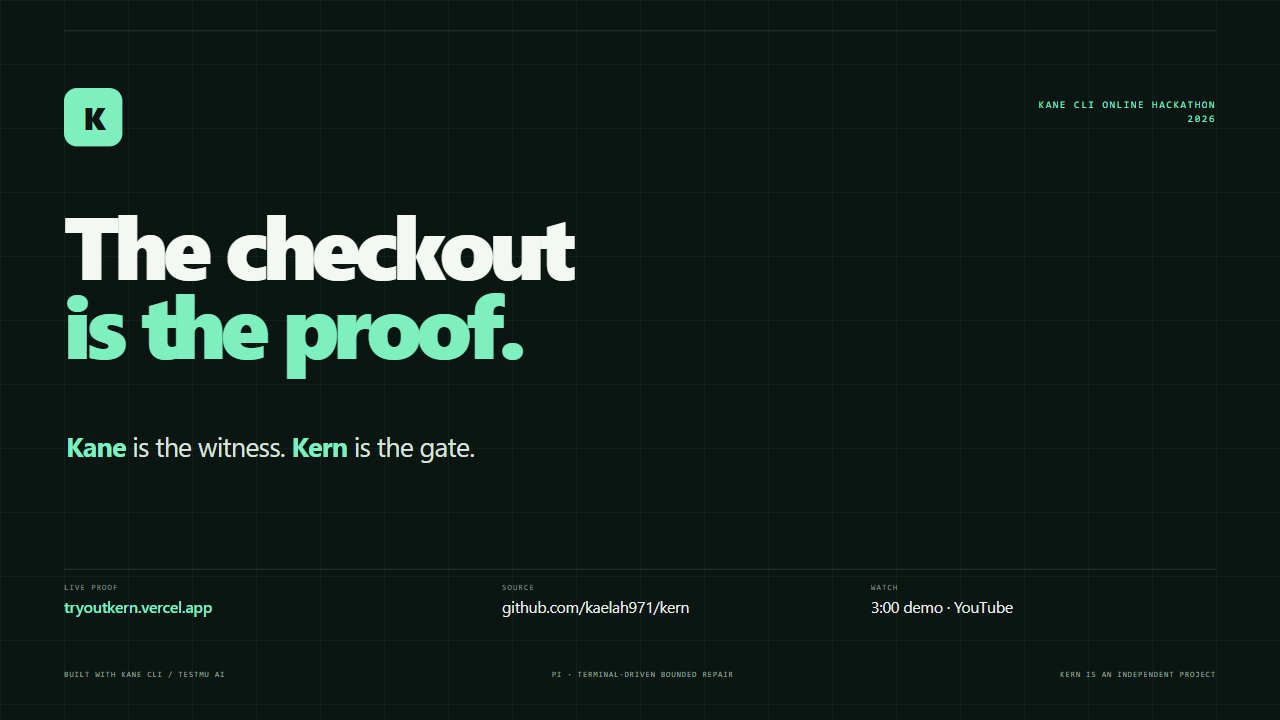 K
KANE CLI ONLINE HACKATHON
2026
The checkout
is the proof.
Kane is the witness. Kern is the gate.
LIVE PROOF
tryoutkern.vercel.app
SOURCE
github.com/kaelah971/kern
WATCH
3:00 demo · YouTube
BUILT WITH KANE CLI / TESTMU AI
PI · TERMINAL-DRIVEN BOUNDED REPAIR
KERN IS AN INDEPENDENT PROJECT